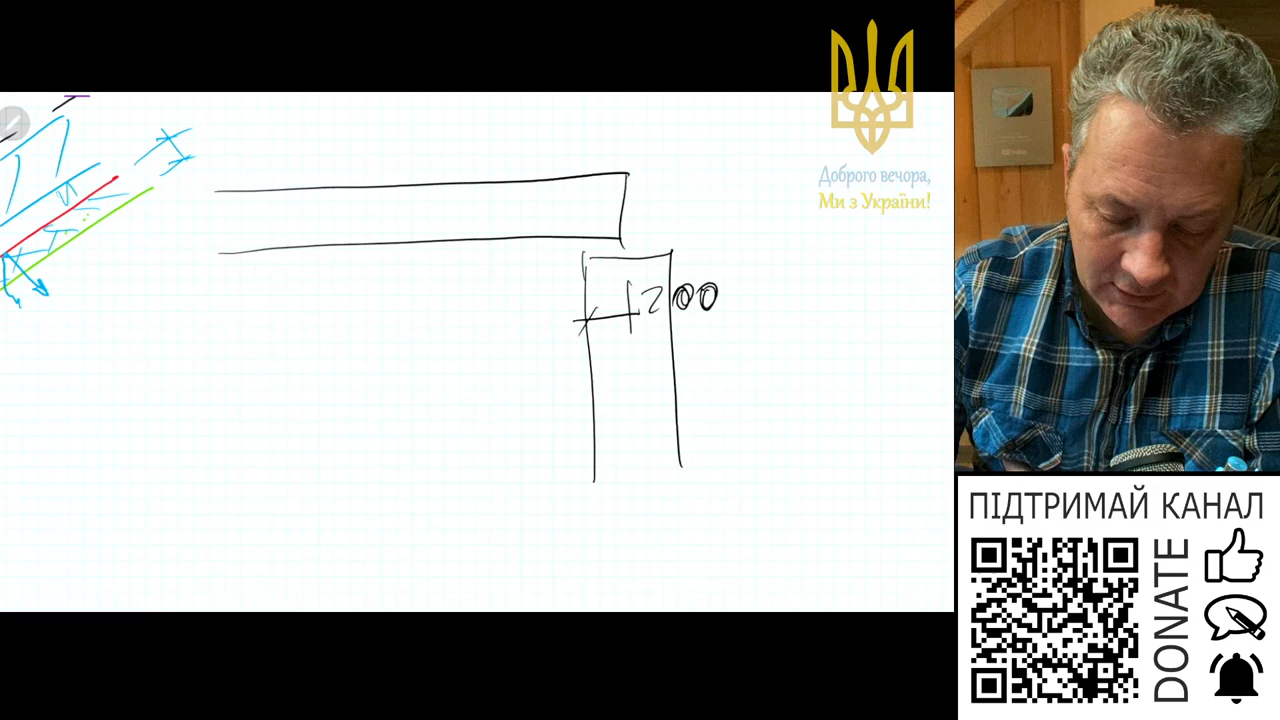 Доброго вечора,
Ми з України!
200
ПІДТРИМАЙ КАНАЛ
DONATE